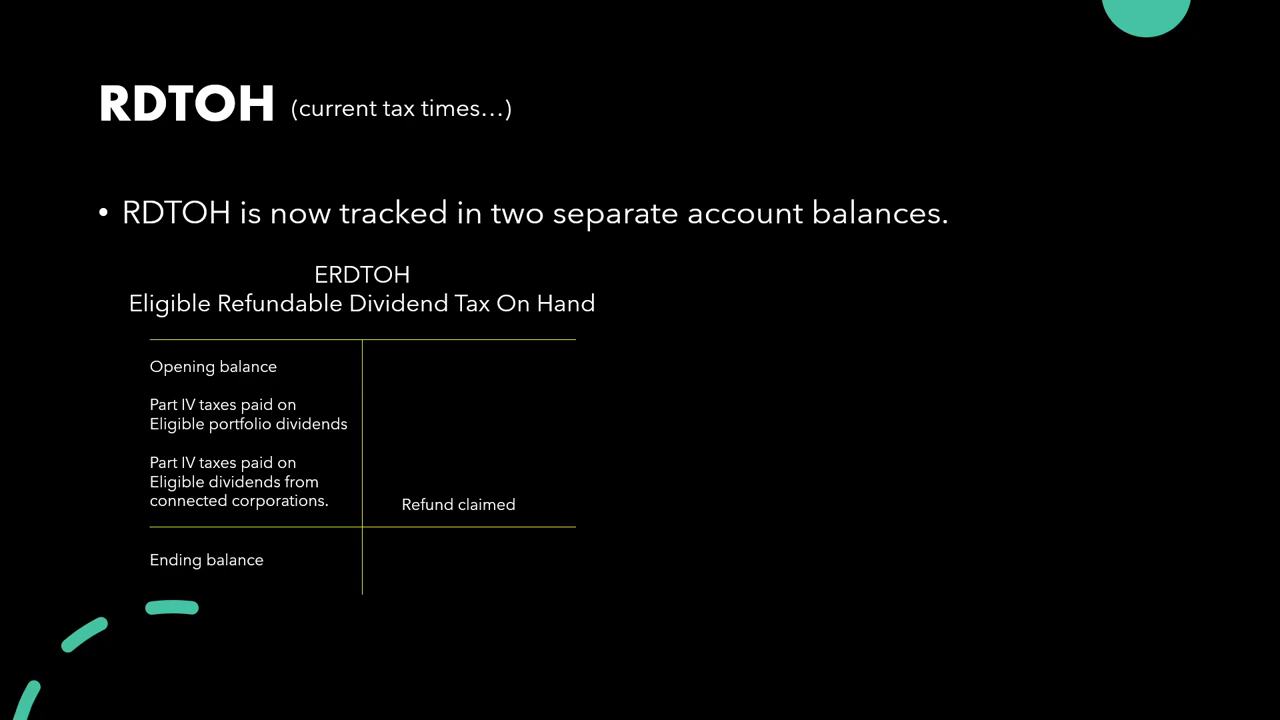 RDTOH (current tax times…)
• RDTOH is now tracked in two separate account balances.
ERDTOH
Eligible Refundable Dividend Tax On Hand
Opening balance
Part IV taxes paid on
Eligible portfolio dividends
Part IV taxes paid on
Eligible dividends from
connected corporations.
Refund claimed
Ending balance